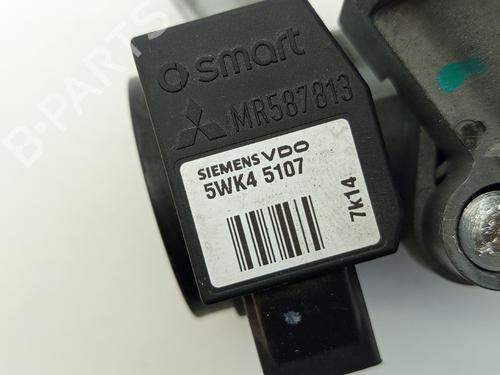 smart
MR587813
SIEMENS VDO
5WK4 5107
7K14
B-PARTS